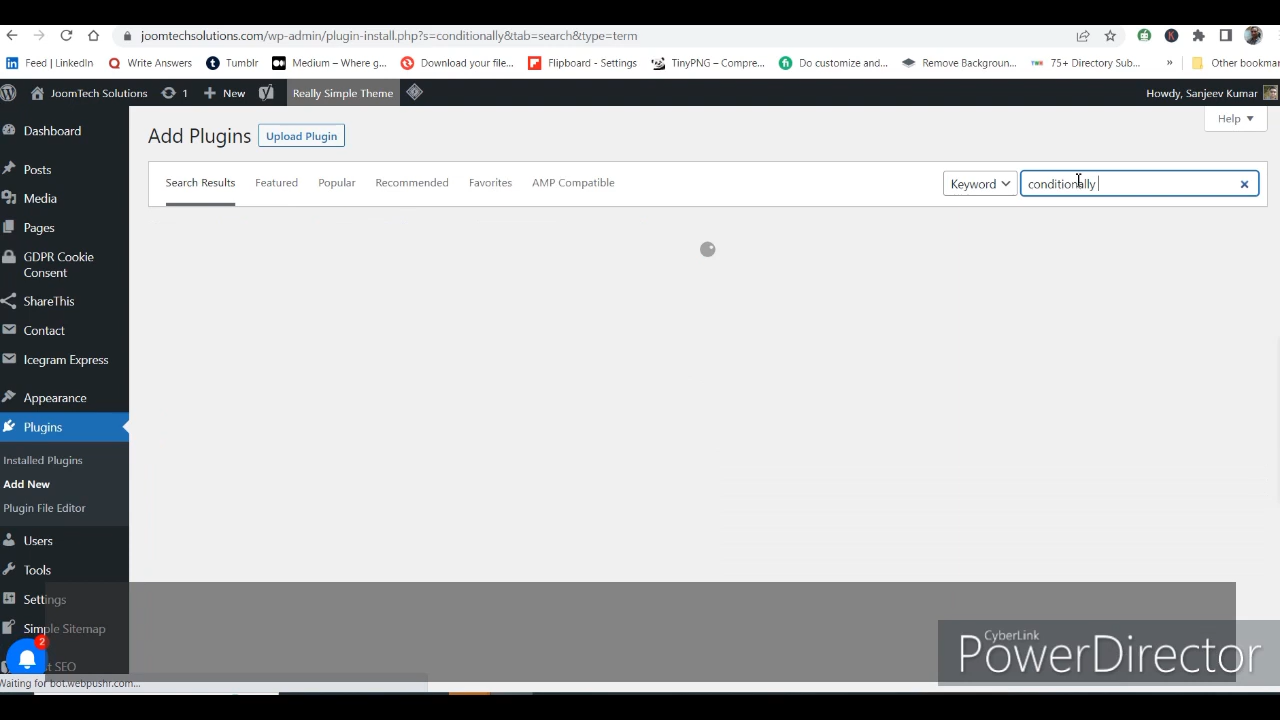 joomtechsolutions.com/wp-admin/plugin-install.php?s=conditionally&tab=search&type=term
Feed | LinkedIn Write Answers Tumblr Medium – Where g... Download your file... Flipboard - Settings TinyPNG – Compre... Do customize and... Remove Backgroun... 75+ Directory Sub... » Other bookmar
JoomTech Solutions 1 New Really Simple Theme Howdy, Sanjeev Kumar
Dashboard
Posts
Media
Pages
GDPR Cookie
Consent
ShareThis
Contact
Icegram Express
Appearance
Plugins
Installed Plugins
Add New
Plugin File Editor
Users
Tools
Settings
Simple Sitemap
SEO
2
Waiting for bot.webpushr.com...
Help
Add Plugins Upload Plugin
Search Results Featured Popular Recommended Favorites AMP Compatible Keyword conditionally
CyberLink
PowerDirector